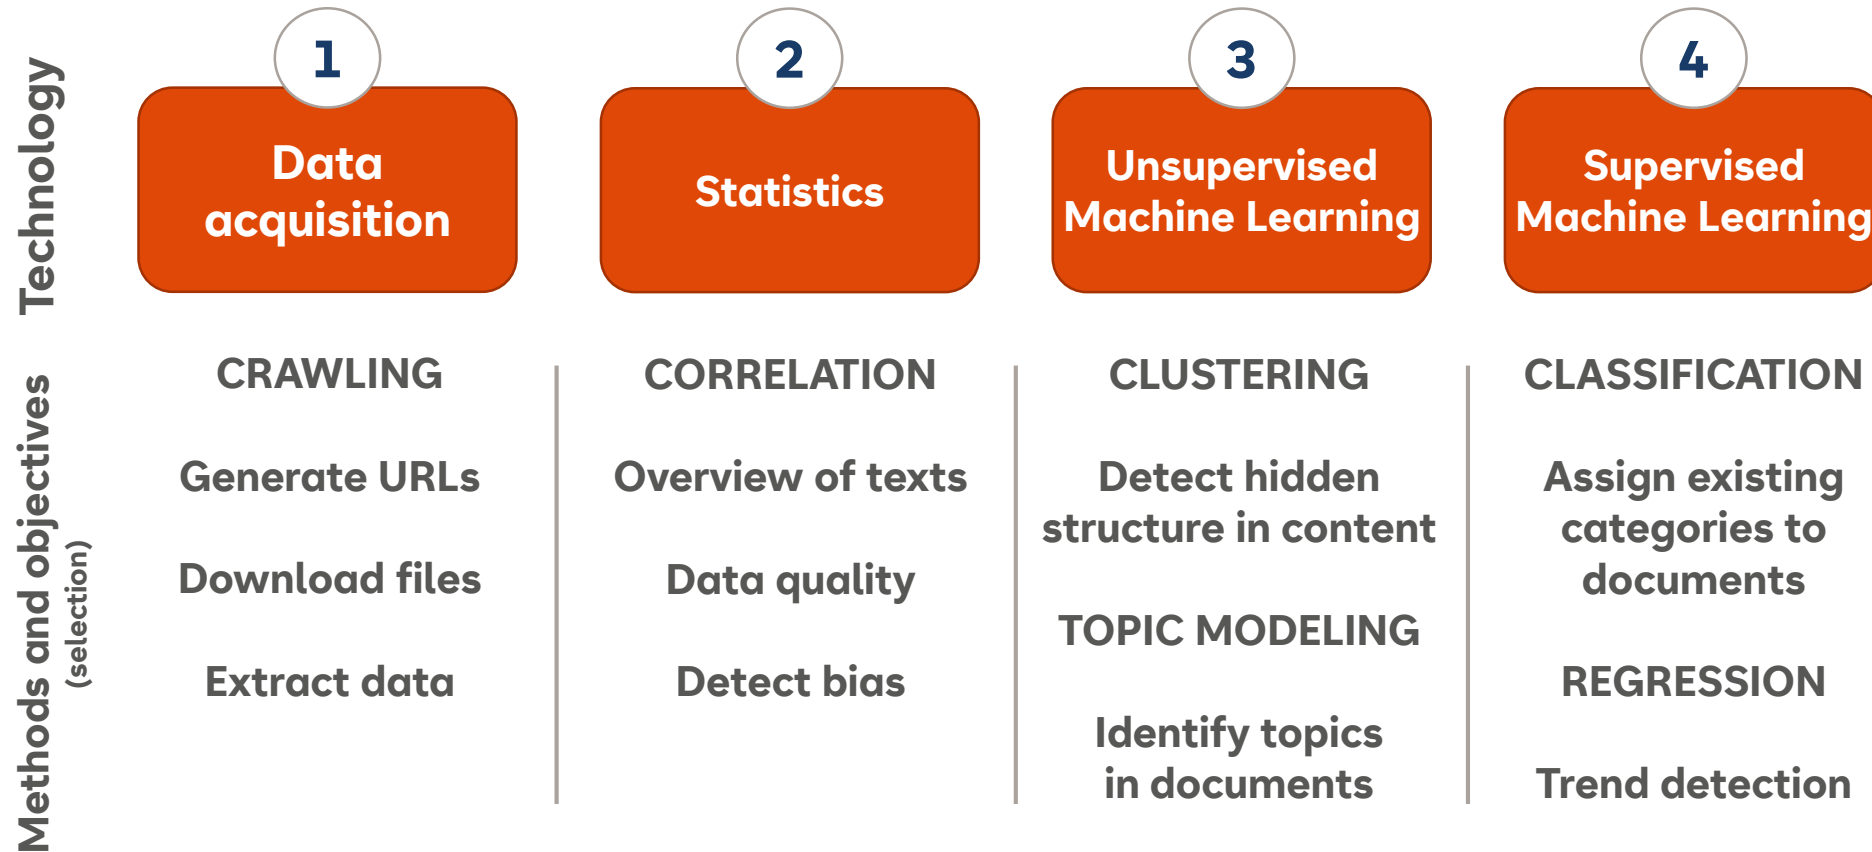 Technology
1
Data
acquisition
2
Statistics
3
Unsupervised
Machine Learning
4
Supervised
Machine Learning
Methods and objectives
(selection)
CRAWLING
Generate URLs
Download files
Extract data
CORRELATION
Overview of texts
Data quality
Detect bias
CLUSTERING
Detect hidden
structure in content
TOPIC MODELING
Identify topics
in documents
CLASSIFICATION
Assign existing
categories to
documents
REGRESSION
Trend detection